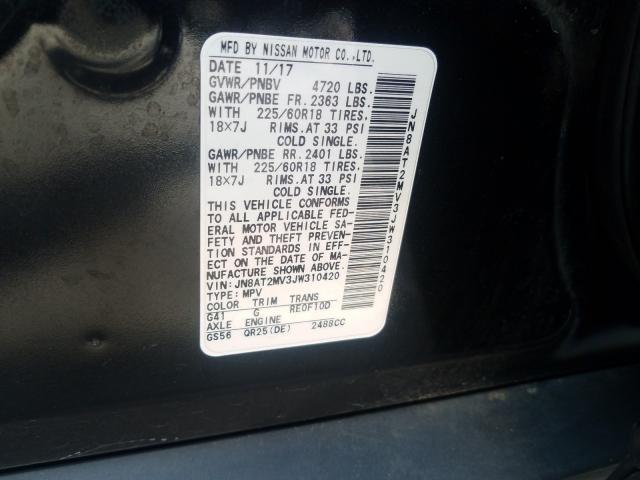 MFD BY NISSAN MOTOR CO.,LTD.
DATE 11/17
GVWR/PNBV 4720 LBS.
GAWR/PNBE FR. 2363 LBS.
WITH 225/60R18 TIRES,
18×7J RIMS.AT 33 PSI
COLD SINGLE.
GAWR/PNBE RR. 2401 LBS.
WITH 225/60R18 TIRES,
18×7J RIMS.AT 33 PSI
COLD SINGLE.
THIS VEHICLE CONFORMS
TO ALL APPLICABLE FED-
ERAL MOTOR VEHICLE SA-
FETY AND THEFT PREVEN-
TION STANDARDS IN EFF-
ECT ON THE DATE OF MA-
NUFACTURE SHOWN ABOVE.
VIN:JN8AT2MV3JW310420
TYPE:MPV
COLOR TRIM TRANS
G41 G RE0F10D
AXLE ENGINE
GS56 QR25(DE) 2488CC
JN8AT2MV3JW310420